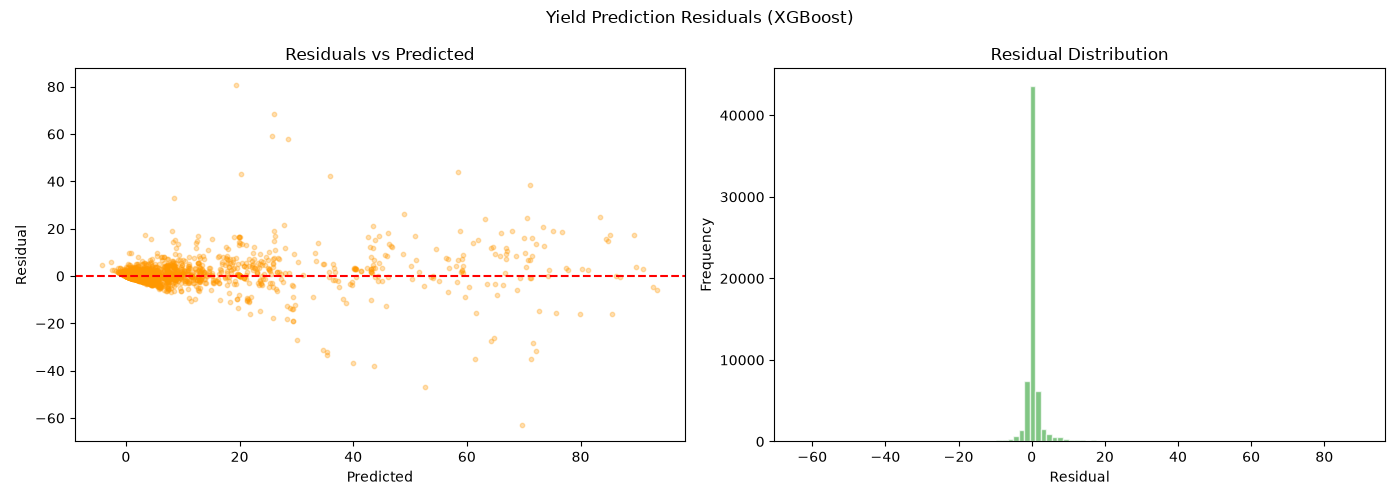 Yield Prediction Residuals (XGBoost)
Residuals vs Predicted
80
60
40
20
0
−20
−40
−60
Residual
0 20 40 60 80
Predicted
Residual Distribution
40000
30000
20000
10000
0
Frequency
−60 −40 −20 0 20 40 60 80
Residual